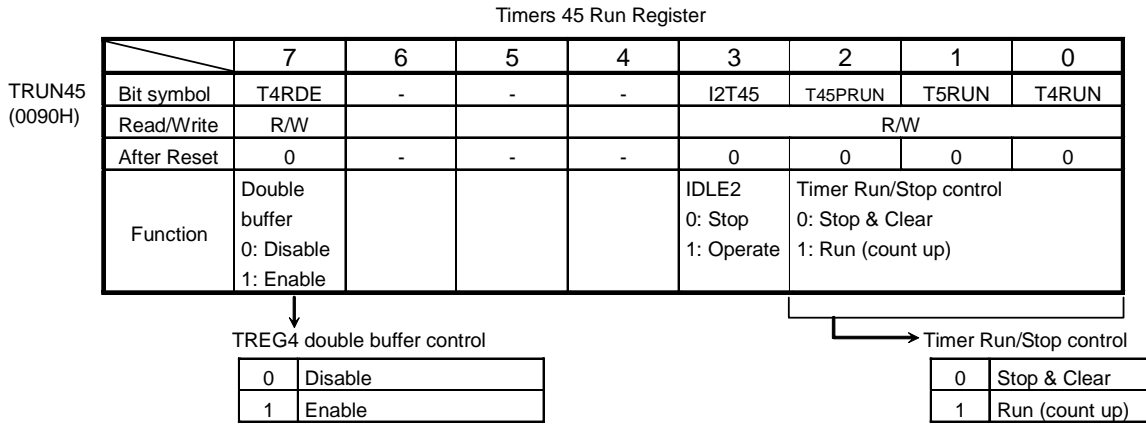 Timers 45 Run Register
7 6 5 4 3 2 1 0
TRUN45
(0090H)
Bit symbol T4RDE - - - I2T45 T45PRUN T5RUN T4RUN
Read/Write R/W R/W
After Reset 0 - - - 0 0 0 0
Function
Double
buffer
0: Disable
1: Enable
IDLE2
0: Stop
1: Operate
Timer Run/Stop control
0: Stop & Clear
1: Run (count up)
TREG4 double buffer control
0 Disable
1 Enable
Timer Run/Stop control
0 Stop & Clear
1 Run (count up)